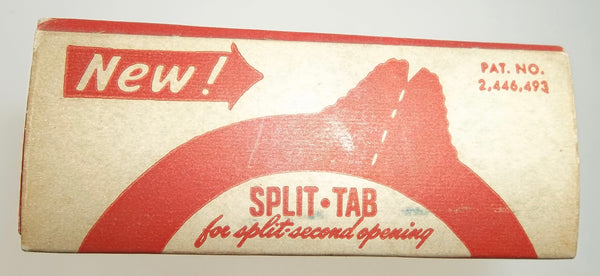 New!
PAT. NO.
2,446,493
SPLIT•TAB
for split-second opening